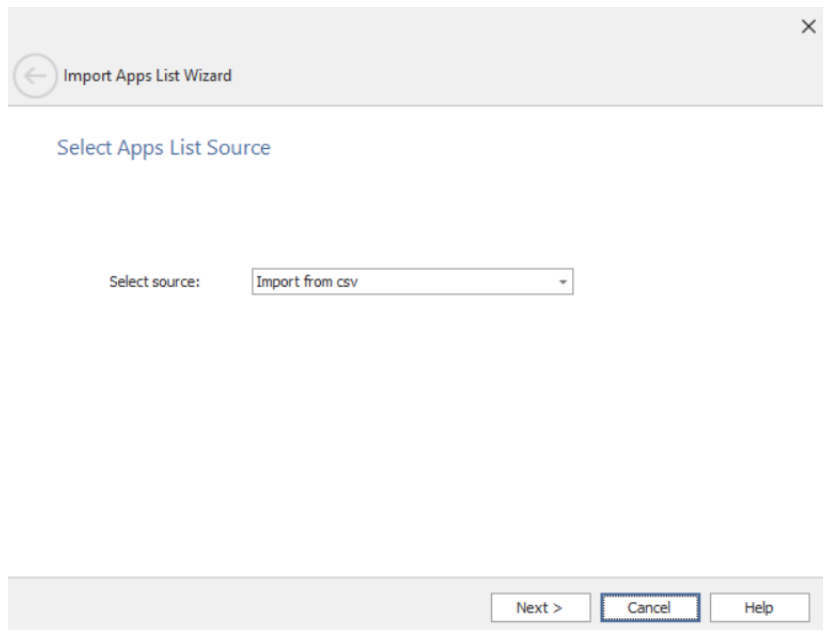 Import Apps List Wizard
Select Apps List Source
Select source: Import from csv
Next > Cancel Help